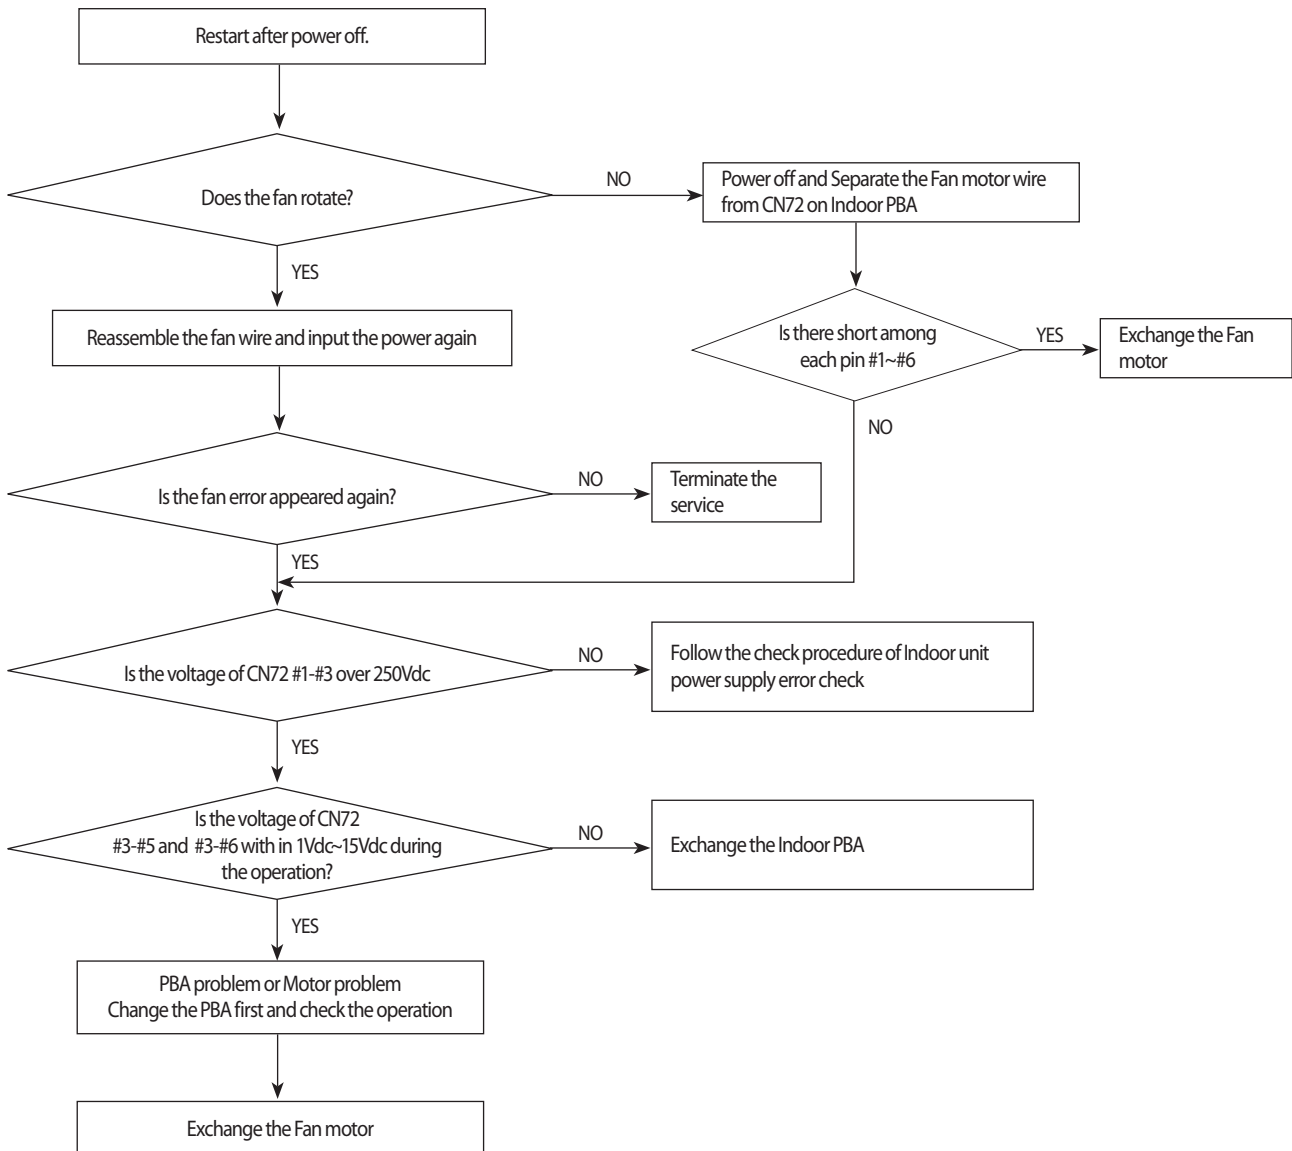 Restart after power off.
Does the fan rotate?
NO
Power off and Separate the Fan motor wire
from CN72 on Indoor PBA
YES
Reassemble the fan wire and input the power again
Is there short among
each pin #1~#6
YES
Exchange the Fan
motor
NO
Is the fan error appeared again?
NO
Terminate the
service
YES
Is the voltage of CN72 #1-#3 over 250Vdc
NO
Follow the check procedure of Indoor unit
power supply error check
YES
Is the voltage of CN72
#3-#5 and #3-#6 with in 1Vdc~15Vdc during
the operation?
NO
Exchange the Indoor PBA
YES
PBA problem or Motor problem
Change the PBA first and check the operation
Exchange the Fan motor